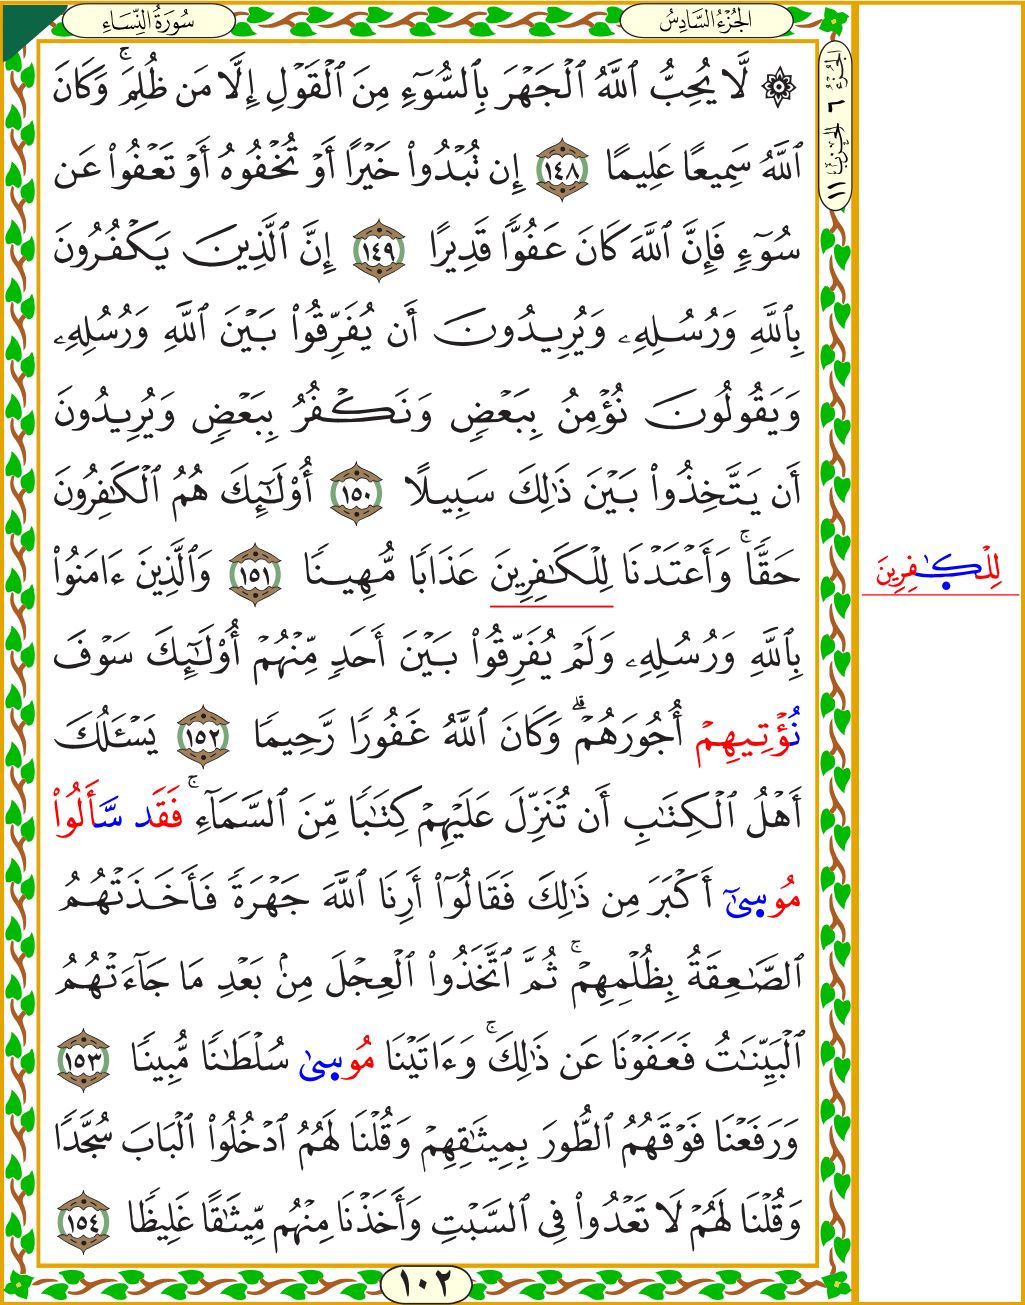 سُورَةُ النِّسَاءِ
الجُزْءُ السَّادِسُ
الجُزءُ ٦ الحِزبُ ١١
۞ لَّا يُحِبُّ ٱللَّهُ ٱلْجَهْرَ بِٱلسُّوٓءِ مِنَ ٱلْقَوْلِ إِلَّا مَن ظُلِمَ ۚ وَكَانَ
ٱللَّهُ سَمِيعًا عَلِيمًا ١٤٨ إِن تُبْدُوا۟ خَيْرًا أَوْ تُخْفُوهُ أَوْ تَعْفُوا۟ عَن
سُوٓءٍ فَإِنَّ ٱللَّهَ كَانَ عَفُوًّا قَدِيرًا ١٤٩ إِنَّ ٱلَّذِينَ يَكْفُرُونَ
بِٱللَّهِ وَرُسُلِهِۦ وَيُرِيدُونَ أَن يُفَرِّقُوا۟ بَيْنَ ٱللَّهِ وَرُسُلِهِۦ
وَيَقُولُونَ نُؤْمِنُ بِبَعْضٍ وَنَكْفُرُ بِبَعْضٍ وَيُرِيدُونَ
أَن يَتَّخِذُوا۟ بَيْنَ ذَٰلِكَ سَبِيلًا ١٥٠ أُو۟لَـٰٓئِكَ هُمُ ٱلْكَـٰفِرُونَ
حَقًّا ۚ وَأَعْتَدْنَا لِلْكَـٰفِرِينَ عَذَابًا مُّهِينًا ١٥١ وَٱلَّذِينَ ءَامَنُوا۟
لِلْكَـٰفِرِينَ
بِٱللَّهِ وَرُسُلِهِۦ وَلَمْ يُفَرِّقُوا۟ بَيْنَ أَحَدٍ مِّنْهُمْ أُو۟لَـٰٓئِكَ سَوْفَ
نُؤْتِيهِمْ أُجُورَهُمْ ۗ وَكَانَ ٱللَّهُ غَفُورًا رَّحِيمًا ١٥٢ يَسْـَٔلُكَ
أَهْلُ ٱلْكِتَـٰبِ أَن تُنَزِّلَ عَلَيْهِمْ كِتَـٰبًا مِّنَ ٱلسَّمَآءِ ۚ فَقَد سَّأَلُوا۟
مُوسَىٰٓ أَكْبَرَ مِن ذَٰلِكَ فَقَالُوٓا۟ أَرِنَا ٱللَّهَ جَهْرَةً فَأَخَذَتْهُمُ
ٱلصَّـٰعِقَةُ بِظُلْمِهِمْ ۚ ثُمَّ ٱتَّخَذُوا۟ ٱلْعِجْلَ مِنۢ بَعْدِ مَا جَآءَتْهُمُ
ٱلْبَيِّنَـٰتُ فَعَفَوْنَا عَن ذَٰلِكَ ۚ وَءَاتَيْنَا مُوسَىٰ سُلْطَـٰنًا مُّبِينًا ١٥٣
وَرَفَعْنَا فَوْقَهُمُ ٱلطُّورَ بِمِيثَـٰقِهِمْ وَقُلْنَا لَهُمُ ٱدْخُلُوا۟ ٱلْبَابَ سُجَّدًا
وَقُلْنَا لَهُمْ لَا تَعْدُوا۟ فِى ٱلسَّبْتِ وَأَخَذْنَا مِنْهُم مِّيثَـٰقًا غَلِيظًا ١٥٤
١٠٢